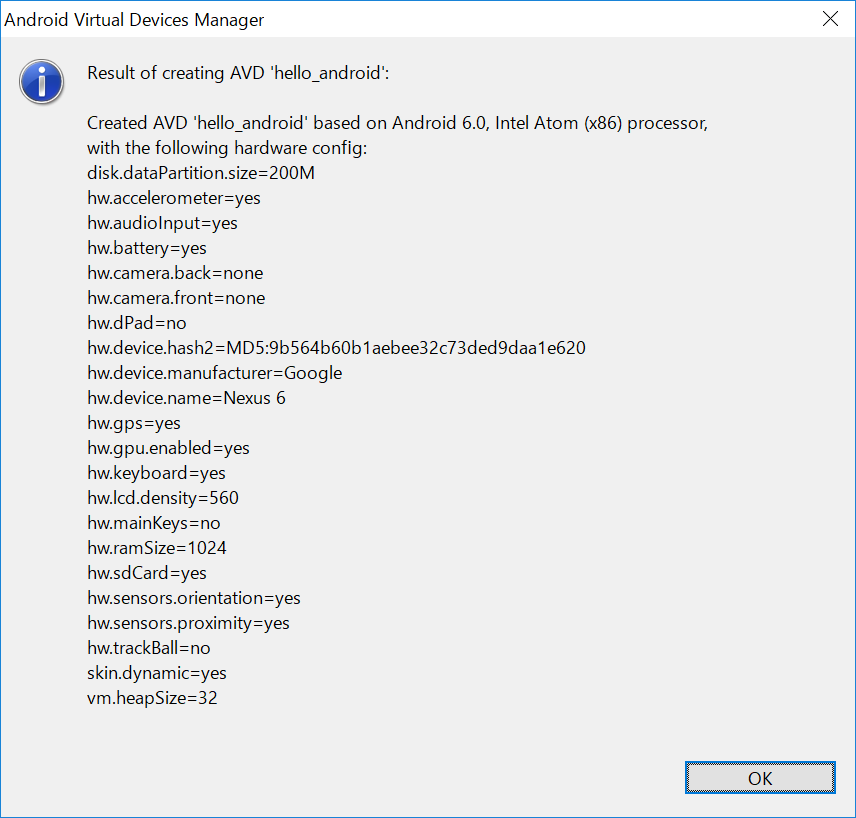 Android Virtual Devices Manager
Result of creating AVD 'hello_android':
Created AVD 'hello_android' based on Android 6.0, Intel Atom (x86) processor,
with the following hardware config:
disk.dataPartition.size=200M
hw.accelerometer=yes
hw.audioInput=yes
hw.battery=yes
hw.camera.back=none
hw.camera.front=none
hw.dPad=no
hw.device.hash2=MD5:9b564b60b1aebee32c73ded9daa1e620
hw.device.manufacturer=Google
hw.device.name=Nexus 6
hw.gps=yes
hw.gpu.enabled=yes
hw.keyboard=yes
hw.lcd.density=560
hw.mainKeys=no
hw.ramSize=1024
hw.sdCard=yes
hw.sensors.orientation=yes
hw.sensors.proximity=yes
hw.trackBall=no
skin.dynamic=yes
vm.heapSize=32
OK